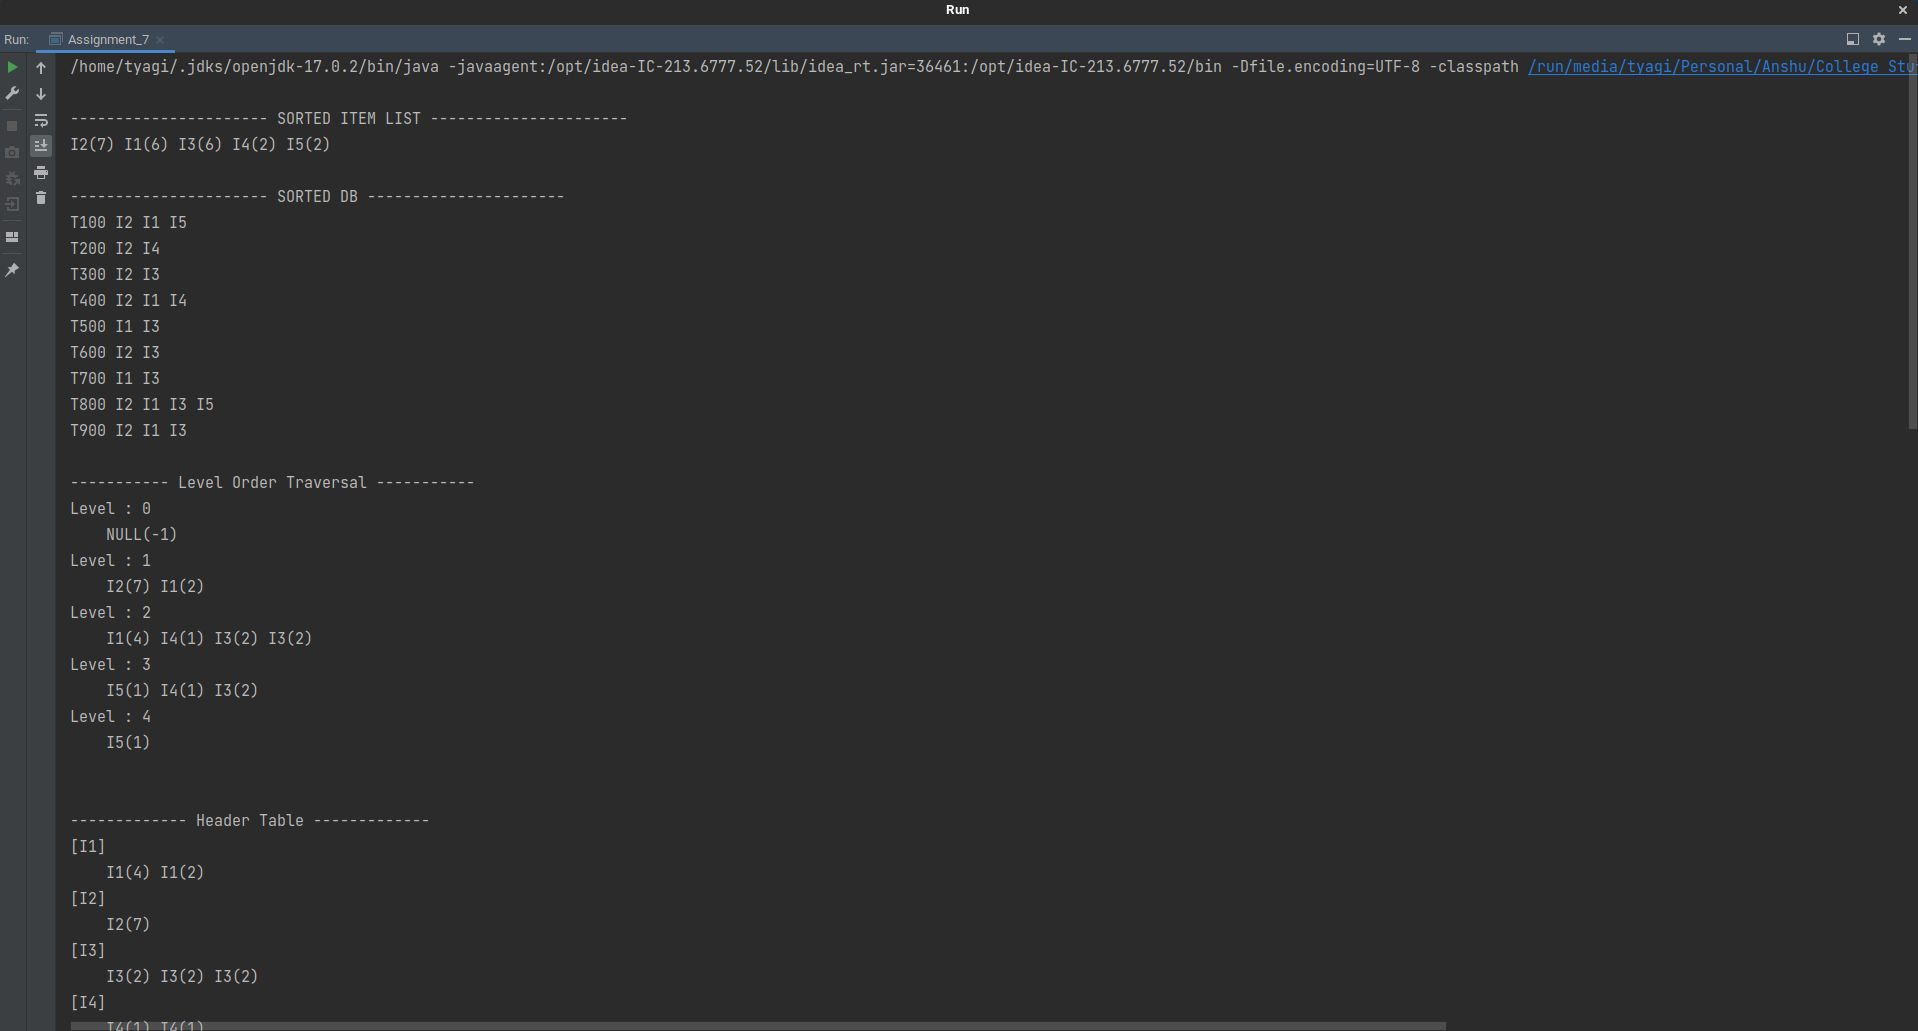 Run
Run: Assignment_7
/home/tyagi/.jdks/openjdk-17.0.2/bin/java -javaagent:/opt/idea-IC-213.6777.52/lib/idea_rt.jar=36461:/opt/idea-IC-213.6777.52/bin -Dfile.encoding=UTF-8 -classpath /run/media/tyagi/Personal/Anshu/College Stu
---------------------- SORTED ITEM LIST ----------------------
I2(7) I1(6) I3(6) I4(2) I5(2)
---------------------- SORTED DB ----------------------
T100 I2 I1 I5
T200 I2 I4
T300 I2 I3
T400 I2 I1 I4
T500 I1 I3
T600 I2 I3
T700 I1 I3
T800 I2 I1 I3 I5
T900 I2 I1 I3
----------- Level Order Traversal -----------
Level : 0
NULL(-1)
Level : 1
I2(7) I1(2)
Level : 2
I1(4) I4(1) I3(2) I3(2)
Level : 3
I5(1) I4(1) I3(2)
Level : 4
I5(1)
------------- Header Table -------------
[I1]
I1(4) I1(2)
[I2]
I2(7)
[I3]
I3(2) I3(2) I3(2)
[I4]
I4(1) I4(1)